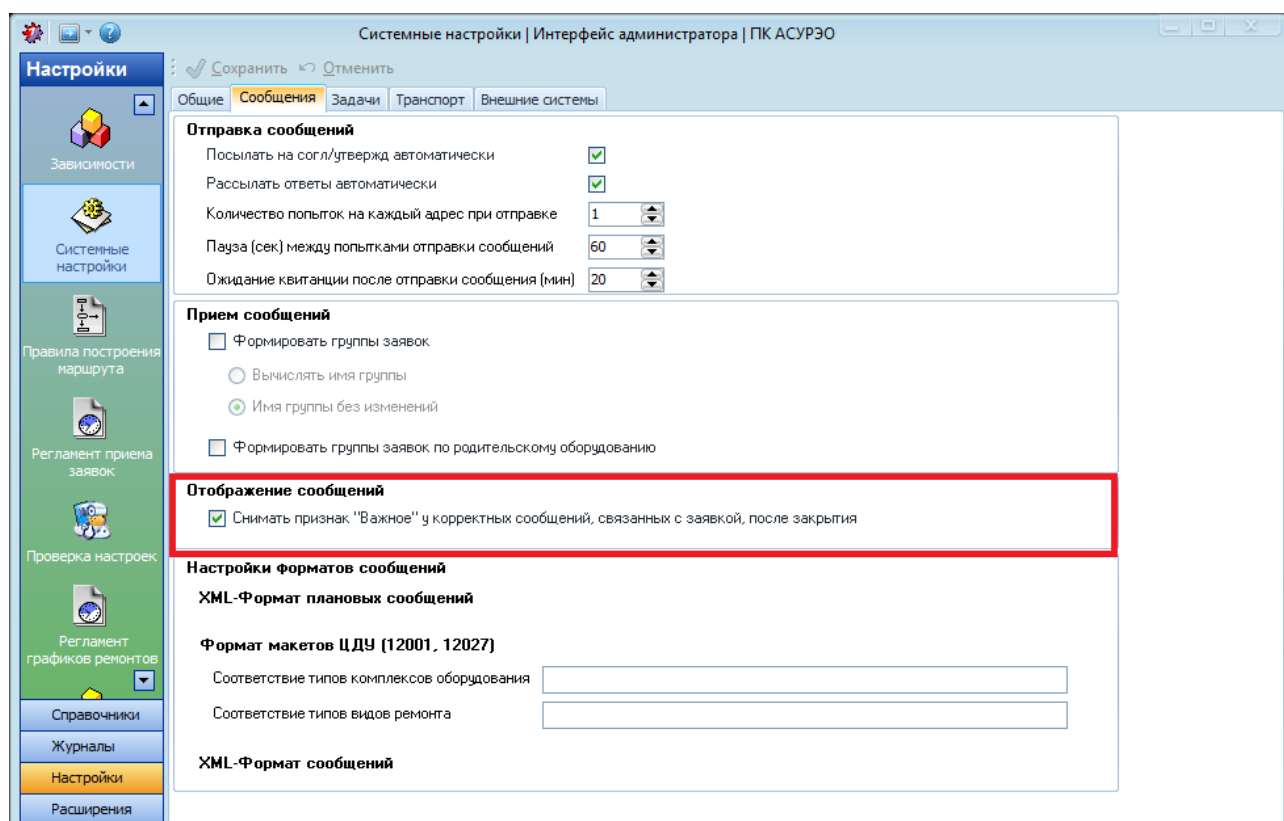 Системные настройки | Интерфейс администратора | ПК АСУРЭО
Настройки
Сохранить Отменить
Общие Сообщения Задачи Транспорт Внешние системы
Зависимости
Системные
настройки
Правила построения
маршрута
Регламент приема
заявок
Проверка настроек
Регламент
графиков ремонтов
Справочники
Журналы
Настройки
Расширения
Отправка сообщений
Посылать на согл/утвержд автоматически
Рассылать ответы автоматически
Количество попыток на каждый адрес при отправке 1
Пауза (сек) между попытками отправки сообщений 60
Ожидание квитанции после отправки сообщения (мин) 20
Прием сообщений
Формировать группы заявок
Вычислять имя группы
Имя группы без изменений
Формировать группы заявок по родительскому оборудованию
Отображение сообщений
Снимать признак "Важное" у корректных сообщений, связанных с заявкой, после закрытия
Настройки форматов сообщений
XML-Формат плановых сообщений
Формат макетов ЦДУ (12001, 12027)
Соответствие типов комплексов оборудования
Соответствие типов видов ремонта
XML-Формат сообщений